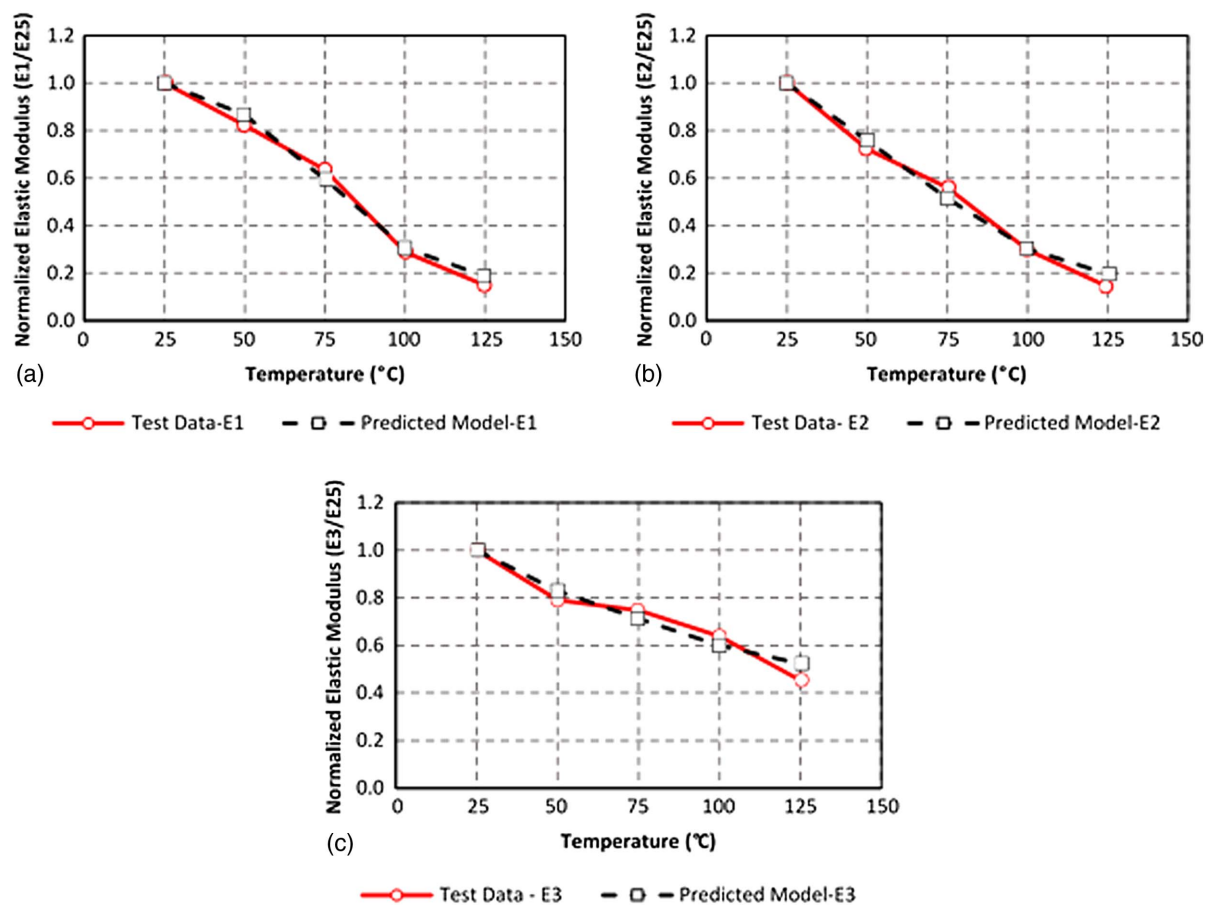 Normalized Elastic Modulus (E1/E25)
1.2
1.0
0.8
0.6
0.4
0.2
0.0
0 25 50 75 100 125 150
Temperature (°C)
(a)
Test Data-E1 Predicted Model-E1
Normalized Elastic Modulus (E2/E25)
1.2
1.0
0.8
0.6
0.4
0.2
0.0
0 25 50 75 100 125 150
Temperature (°C)
(b)
Test Data- E2 Predicted Model-E2
Normalized Elastic Modulus (E3/E25)
1.2
1.0
0.8
0.6
0.4
0.2
0.0
0 25 50 75 100 125 150
Temperature (℃)
(c)
Test Data - E3 Predicted Model-E3